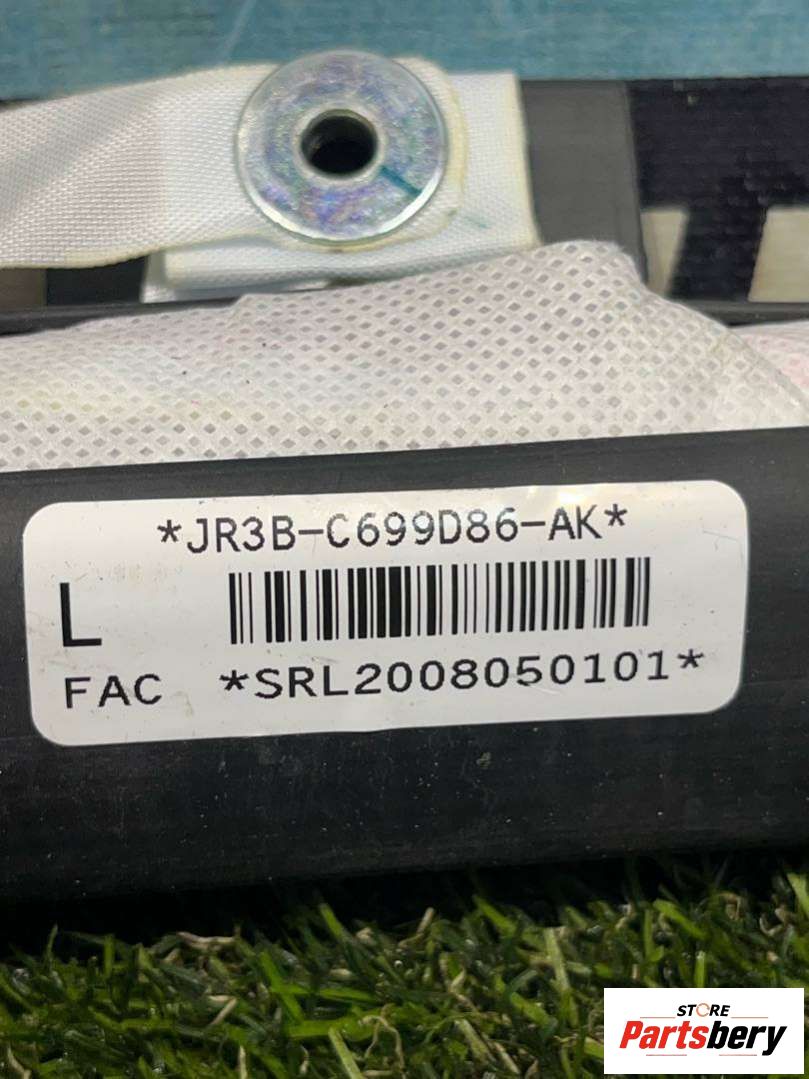 *JR3B-C699D86-AK*
L
FAC *SRL2008050101*
STORE
Partsbery